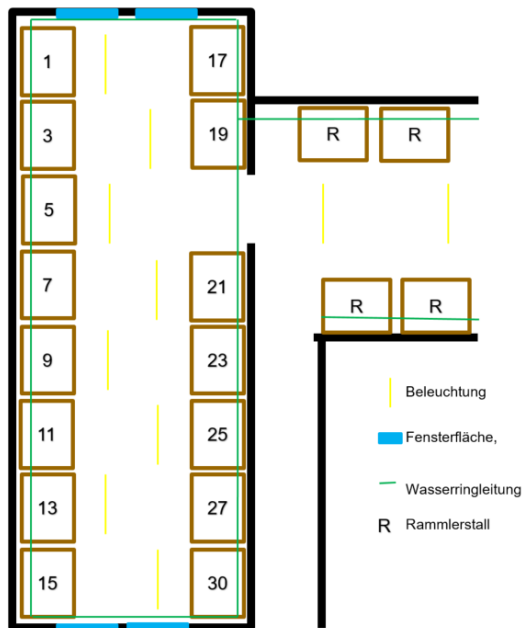 1 17
3 19
R R
5
7 21
R R
9 23
11 25
13 27
15 30
Beleuchtung
Fensterfläche,
Wasserringleitung
R Rammlerstall